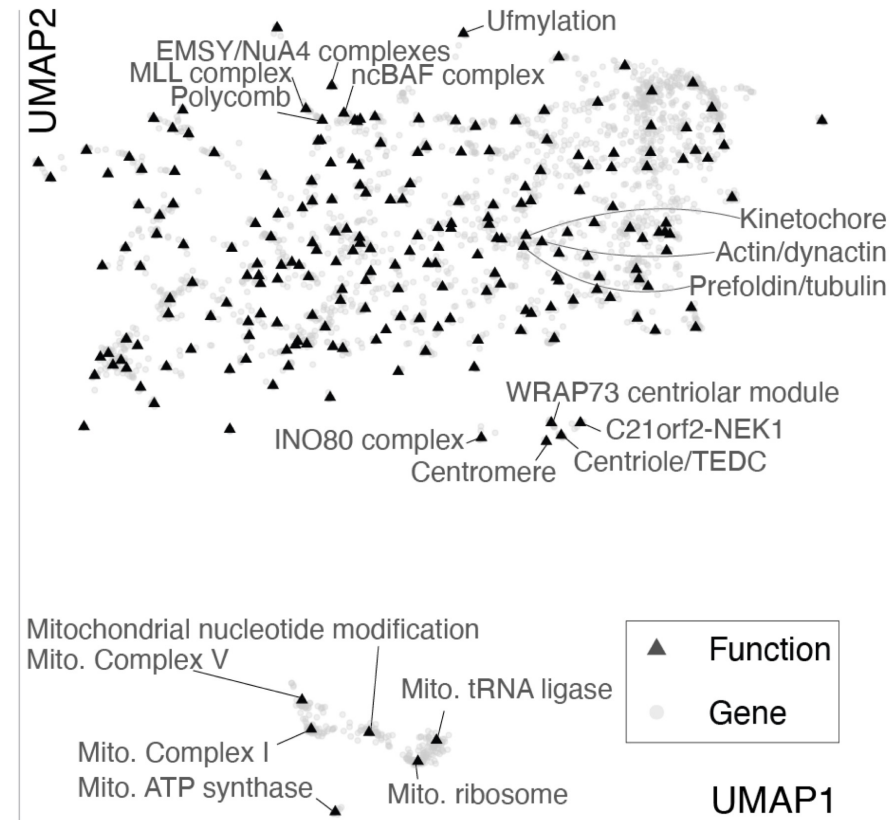 UMAP2
Ufmylation
EMSY/NuA4 complexes
MLL complex
ncBAF complex
Polycomb
Kinetochore
Actin/dynactin
Prefoldin/tubulin
WRAP73 centriolar module
INO80 complex
C21orf2-NEK1
Centromere
Centriole/TEDC
Mitochondrial nucleotide modification
Mito. Complex V
Mito. tRNA ligase
Mito. Complex I
Mito. ATP synthase
Mito. ribosome
Function
Gene
UMAP1